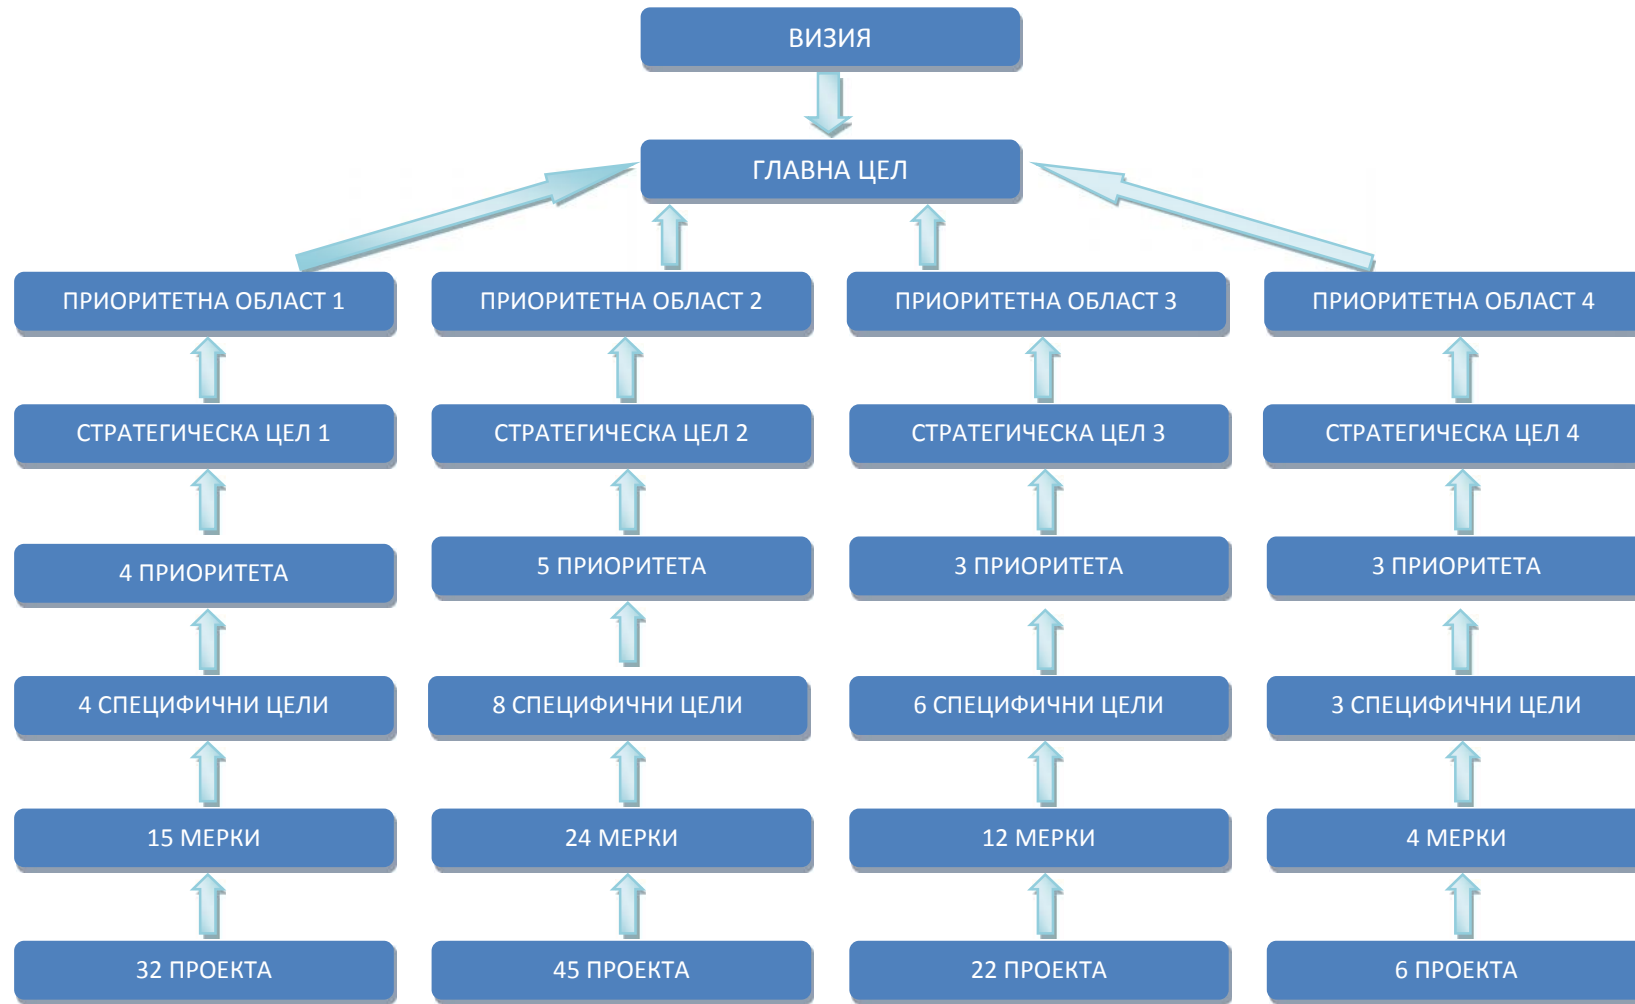 ВИЗИЯ
ГЛАВНА ЦЕЛ
ПРИОРИТЕТНА ОБЛАСТ 1
ПРИОРИТЕТНА ОБЛАСТ 2
ПРИОРИТЕТНА ОБЛАСТ 3
ПРИОРИТЕТНА ОБЛАСТ 4
СТРАТЕГИЧЕСКА ЦЕЛ 1
СТРАТЕГИЧЕСКА ЦЕЛ 2
СТРАТЕГИЧЕСКА ЦЕЛ 3
СТРАТЕГИЧЕСКА ЦЕЛ 4
4 ПРИОРИТЕТА
5 ПРИОРИТЕТА
3 ПРИОРИТЕТА
3 ПРИОРИТЕТА
4 СПЕЦИФИЧНИ ЦЕЛИ
8 СПЕЦИФИЧНИ ЦЕЛИ
6 СПЕЦИФИЧНИ ЦЕЛИ
3 СПЕЦИФИЧНИ ЦЕЛИ
15 МЕРКИ
24 МЕРКИ
12 МЕРКИ
4 МЕРКИ
32 ПРОЕКТА
45 ПРОЕКТА
22 ПРОЕКТА
6 ПРОЕКТА